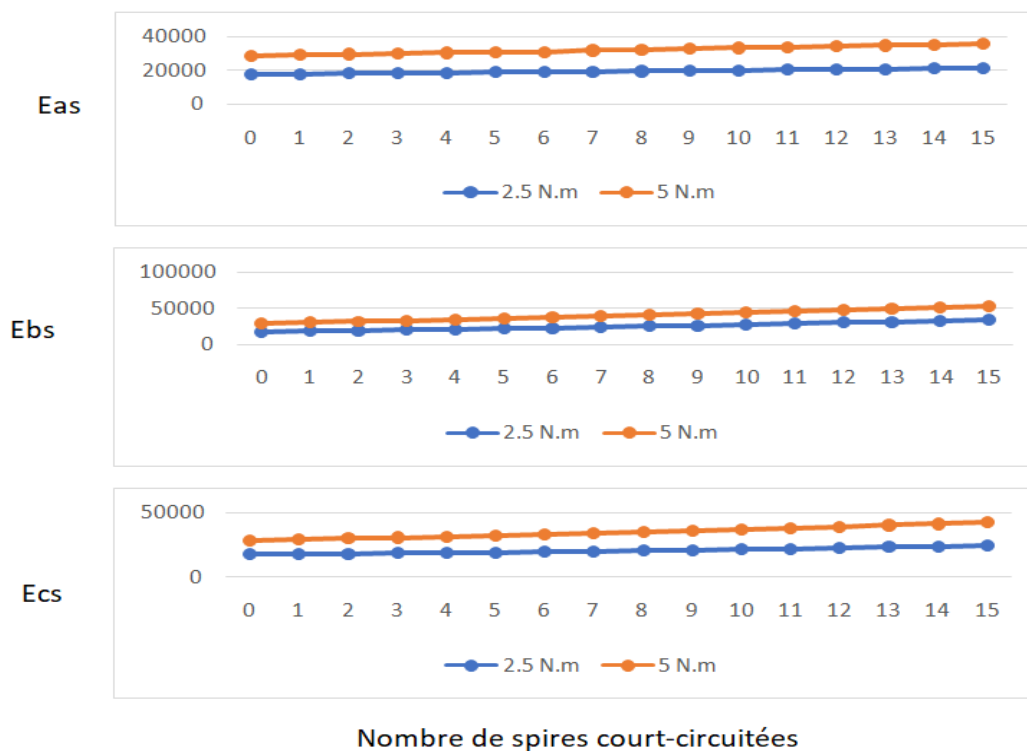 40000
20000
0
Eas
0 1 2 3 4 5 6 7 8 9 10 11 12 13 14 15
2.5 N.m 5 N.m
100000
50000
0
Ebs
0 1 2 3 4 5 6 7 8 9 10 11 12 13 14 15
2.5 N.m 5 N.m
50000
0
Ecs
0 1 2 3 4 5 6 7 8 9 10 11 12 13 14 15
2.5 N.m 5 N.m
Nombre de spires court-circuitées